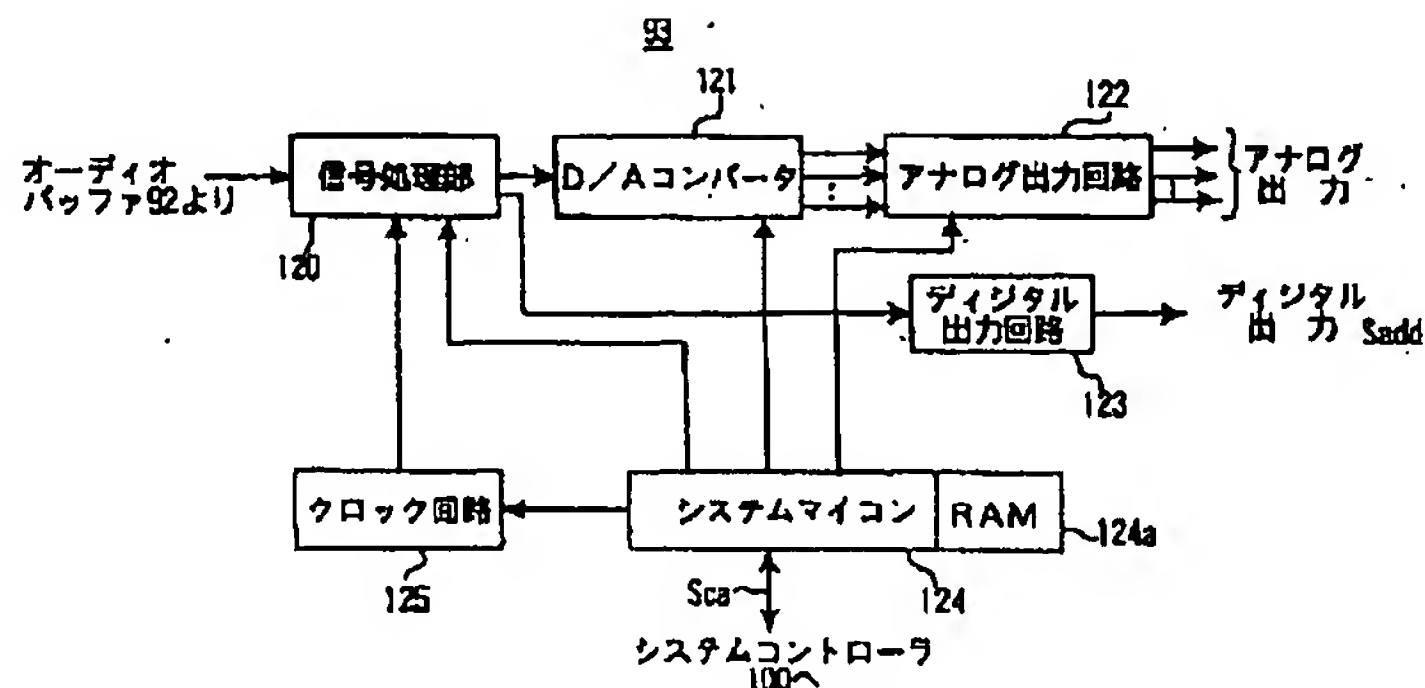 93
121
122
オーディオ
バッファ92より
信号処理部
D/Aコンバータ
アナログ出力回路
アナログ
出 力
120
ディジタル
出力回路
ディジタル
出 力 Sadd
123
クロック回路
システムマイコン
RAM
124a
125
Sca
124
システムコントローラ
100へ